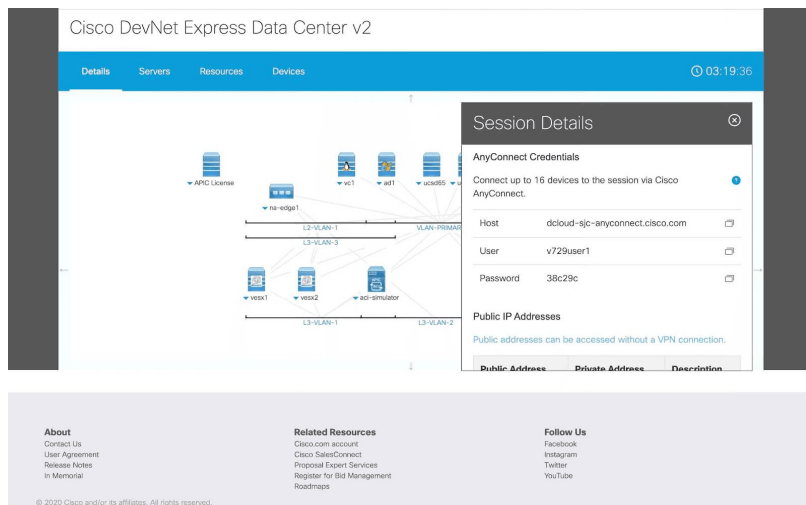 Cisco DevNet Express Data Center v2
Details Servers Resources Devices 03:19:36
Session Details
AnyConnect Credentials
Connect up to 16 devices to the session via Cisco
AnyConnect.
Host dcloud-sjc-anyconnect.cisco.com
User v729user1
Password 38c29c
Public IP Addresses
Public addresses can be accessed without a VPN connection.
Public Address Private Address Description
APIC License
vc1 ad1 ucsd65
na-edge1
L2-VLAN-1 VLAN-PRIMAR
L3-VLAN-3
vesx1 vesx2 aci-simulator
L3-VLAN-1 L3-VLAN-2
About
Contact Us
User Agreement
Release Notes
In Memorial
Related Resources
Cisco.com account
Cisco SalesConnect
Proposal Expert Services
Register for Bid Management
Roadmaps
Follow Us
Facebook
Instagram
Twitter
YouTube
© 2020 Cisco and/or its affiliates. All rights reserved.